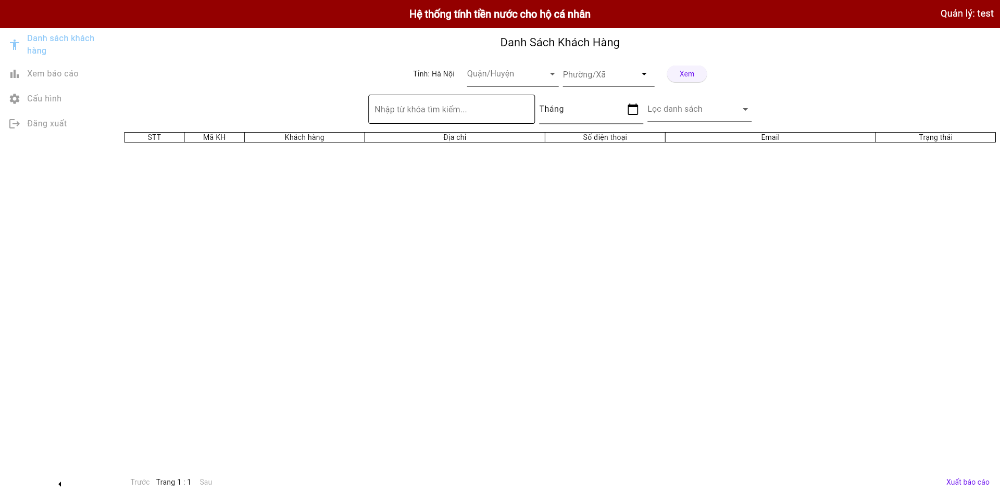 Hệ thống tính tiền nước cho hộ cá nhân
Quản lý: test
Danh sách khách
hàng
Xem báo cáo
Cấu hình
Đăng xuất
Danh Sách Khách Hàng
Tỉnh: Hà Nội Quận/Huyện Phường/Xã Xem
Nhập từ khóa tìm kiếm... Tháng Lọc danh sách
STT Mã KH Khách hàng Địa chỉ Số điện thoại Email Trạng thái
Trước Trang 1 : 1 Sau
Xuất báo cáo